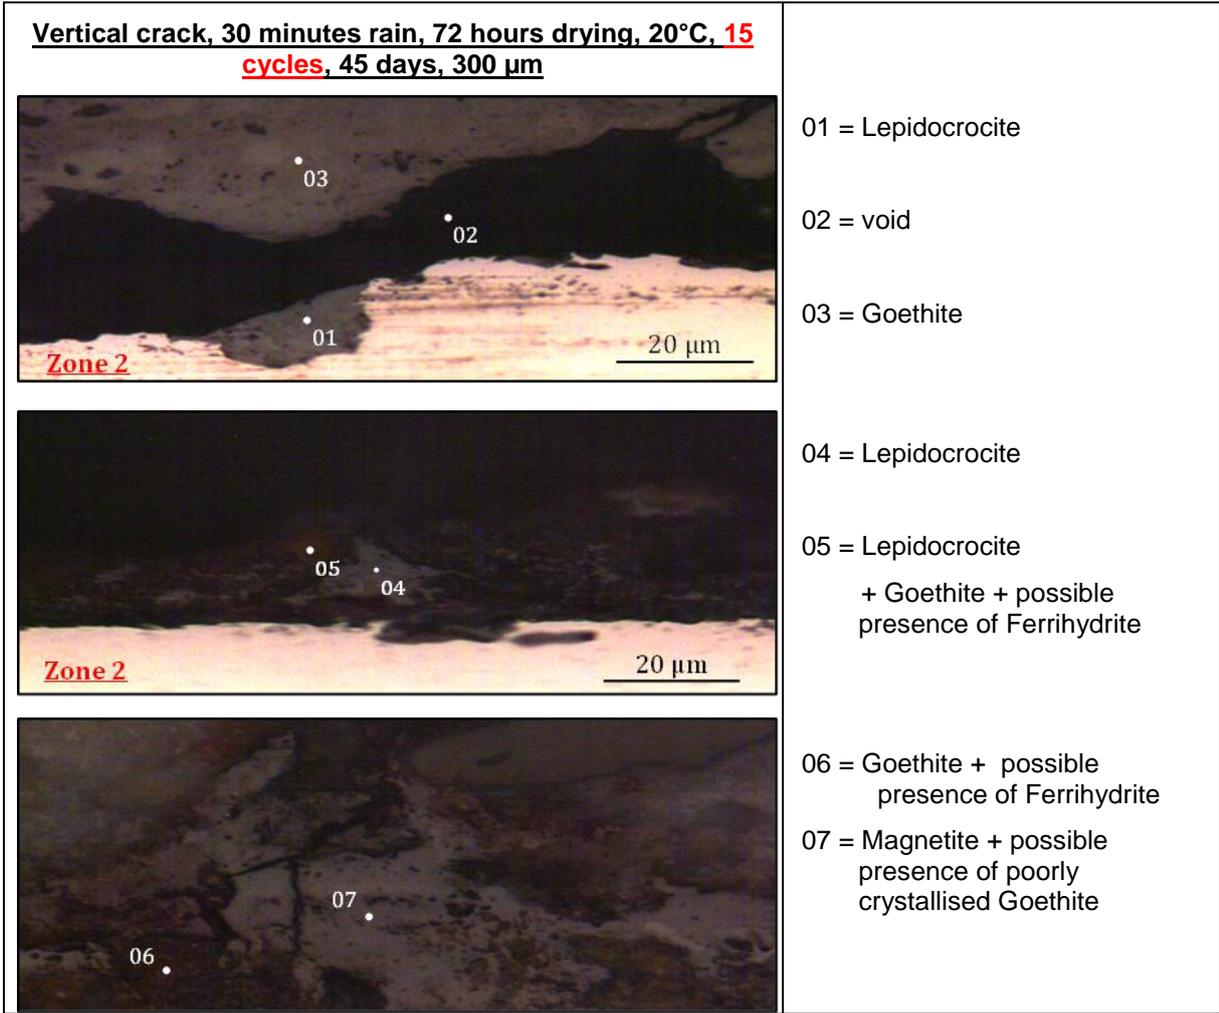 Vertical crack, 30 minutes rain, 72 hours drying, 20°C, 15
cycles, 45 days, 300 µm
03
02
01
Zone 2
20 µm
01 = Lepidocrocite
02 = void
03 = Goethite
05
04
Zone 2
20 µm
04 = Lepidocrocite
05 = Lepidocrocite
+ Goethite + possible
presence of Ferrihydrite
07
06
06 = Goethite + possible
presence of Ferrihydrite
07 = Magnetite + possible
presence of poorly
crystallised Goethite